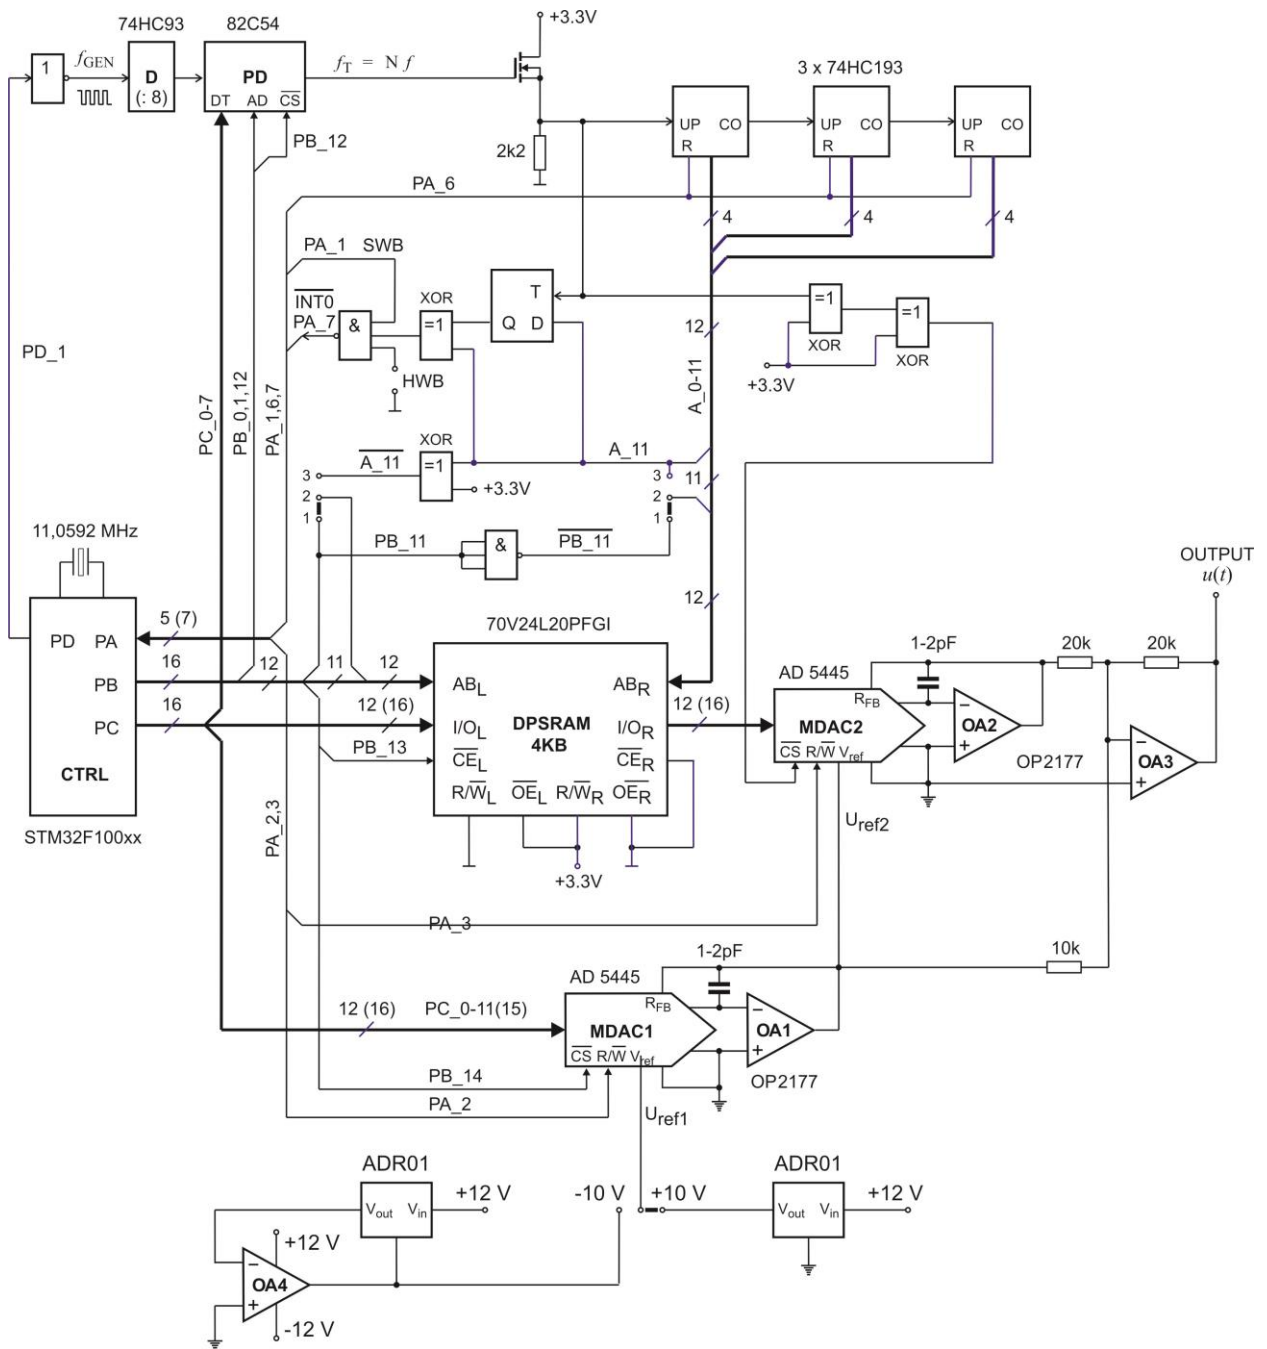 74HC93
82C54
+3.3V
1
fGEN
D
(: 8)
PD
DT AD CS
fT = N f
3 x 74HC193
UP CO
R
UP CO
R
UP CO
R
2k2
PB_12
PA_6
4
4
4
PA_1 SWB
INT0
PA_7
&
XOR
=1
T
Q D
HWB
=1
XOR
=1
XOR
+3.3V
12
A_0-11
PD_1
PC_0-7
PB_0,1,12
PA_1,6,7
XOR
A_11
=1
+3.3V
A_11
3
2
1
3
2
1
11
PB_11
&
PB_11
12
11,0592 MHz
PD PA
PB
PC
CTRL
STM32F100xx
5 (7)
16
12
11
12
16
12 (16)
PB_13
70V24L20PFGI
ABL
ABR
I/OL
I/OR
DPSRAM
4KB
CEL
CER
R/WL OEL R/WR OER
+3.3V
12 (16)
AD 5445
RFB
MDAC2
CS R/W Vref
1-2pF
OA2
−
+
OP2177
20k
20k
OUTPUT
u(t)
−
OA3
+
Uref2
PA_2,3
PA_3
10k
1-2pF
AD 5445
RFB
MDAC1
CS R/W Vref
−
OA1
+
OP2177
12 (16)
PC_0-11(15)
PB_14
PA_2
Uref1
ADR01
Vout Vin
+12 V
-10 V
+10 V
ADR01
Vout Vin
+12 V
+12 V
−
OA4
+
-12 V